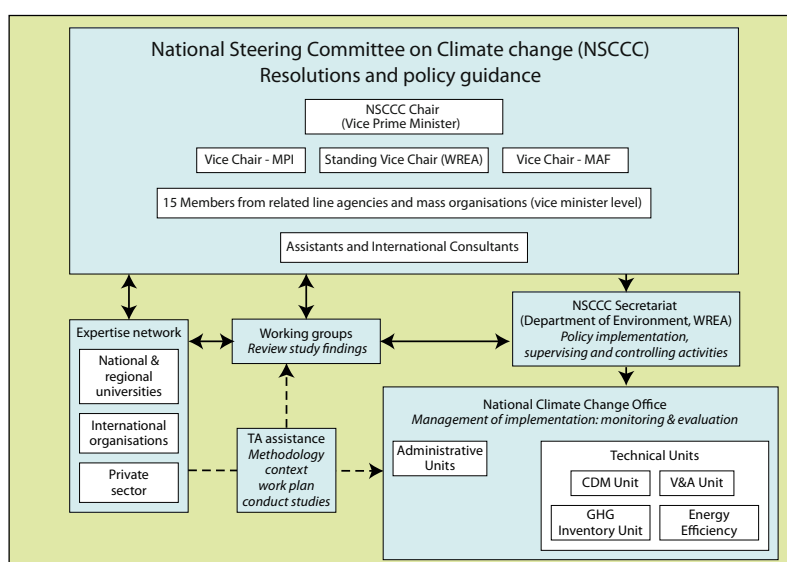 National Steering Committee on Climate change (NSCCC)
Resolutions and policy guidance
NSCCC Chair
(Vice Prime Minister)
Vice Chair - MPI
Standing Vice Chair (WREA)
Vice Chair - MAF
15 Members from related line agencies and mass organisations (vice minister level)
Assistants and International Consultants
Expertise network
National &
regional
universities
International
organisations
Private
sector
Working groups
Review study findings
NSCCC Secretariat
(Department of Environment, WREA)
Policy implementation,
supervising and controlling activities
TA assistance
Methodology
context
work plan
conduct studies
National Climate Change Office
Management of implementation: monitoring & evaluation
Administrative
Units
Technical Units
CDM Unit
V&A Unit
GHG
Inventory Unit
Energy
Efficiency